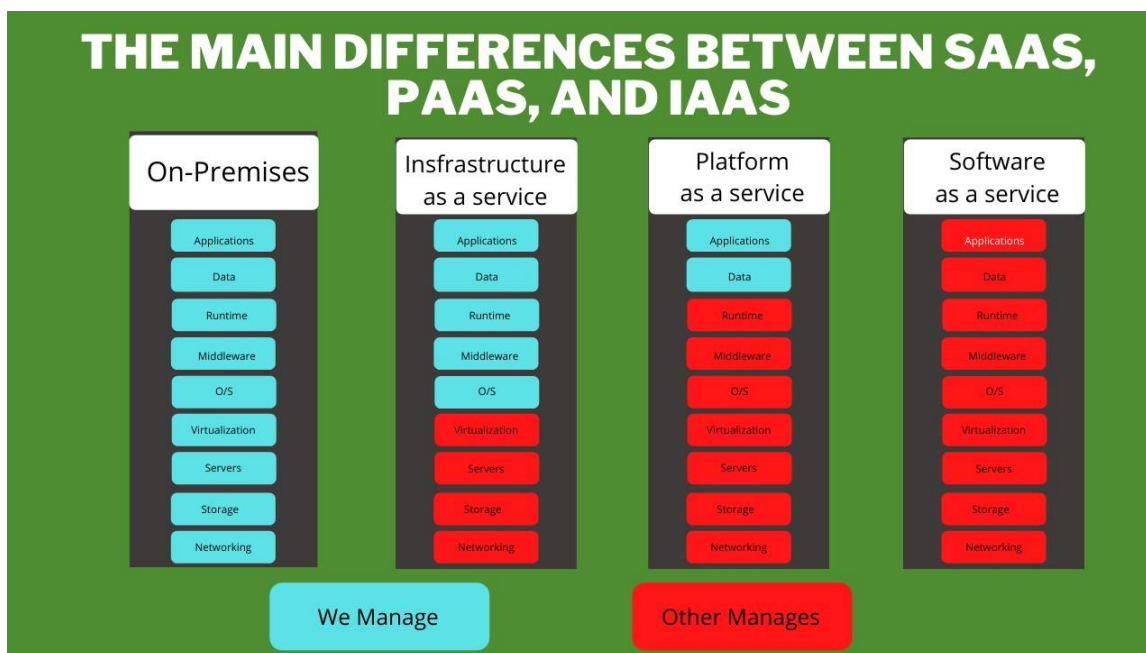 THE MAIN DIFFERENCES BETWEEN SAAS,
PAAS, AND IAAS
On-Premises
Applications
Data
Runtime
Middleware
O/S
Virtualization
Servers
Storage
Networking
Insfrastructure
as a service
Applications
Data
Runtime
Middleware
O/S
Virtualization
Servers
Storage
Networking
Platform
as a service
Applications
Data
Runtime
Middleware
O/S
Virtualization
Servers
Storage
Networking
Software
as a service
Applications
Data
Runtime
Middleware
O/S
Virtualization
Servers
Storage
Networking
We Manage
Other Manages